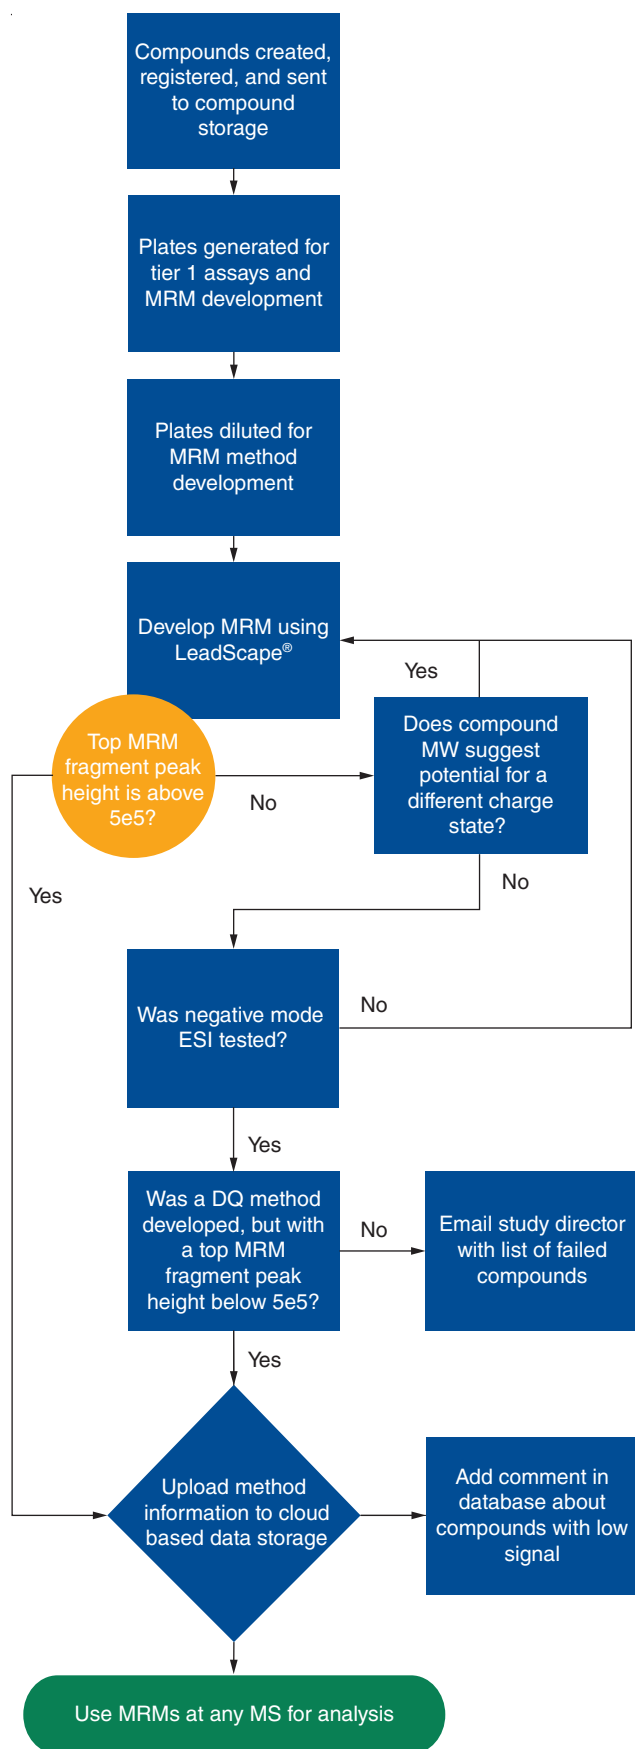 Compounds created,
registered, and sent
to compound
storage
Plates generated for
tier 1 assays and
MRM development
Plates diluted for
MRM method
development
Develop MRM using
LeadScape®
Yes
Top MRM
fragment peak
height is above
5e5?
No
Does compound
MW suggest
potential for a
different charge
state?
Yes
No
Was negative mode
ESI tested?
No
Yes
Was a DQ method
developed, but with
a top MRM
fragment peak
height below 5e5?
No
Email study director
with list of failed
compounds
Yes
Upload method
information to cloud
based data storage
Add comment in
database about
compounds with low
signal
Use MRMs at any MS for analysis